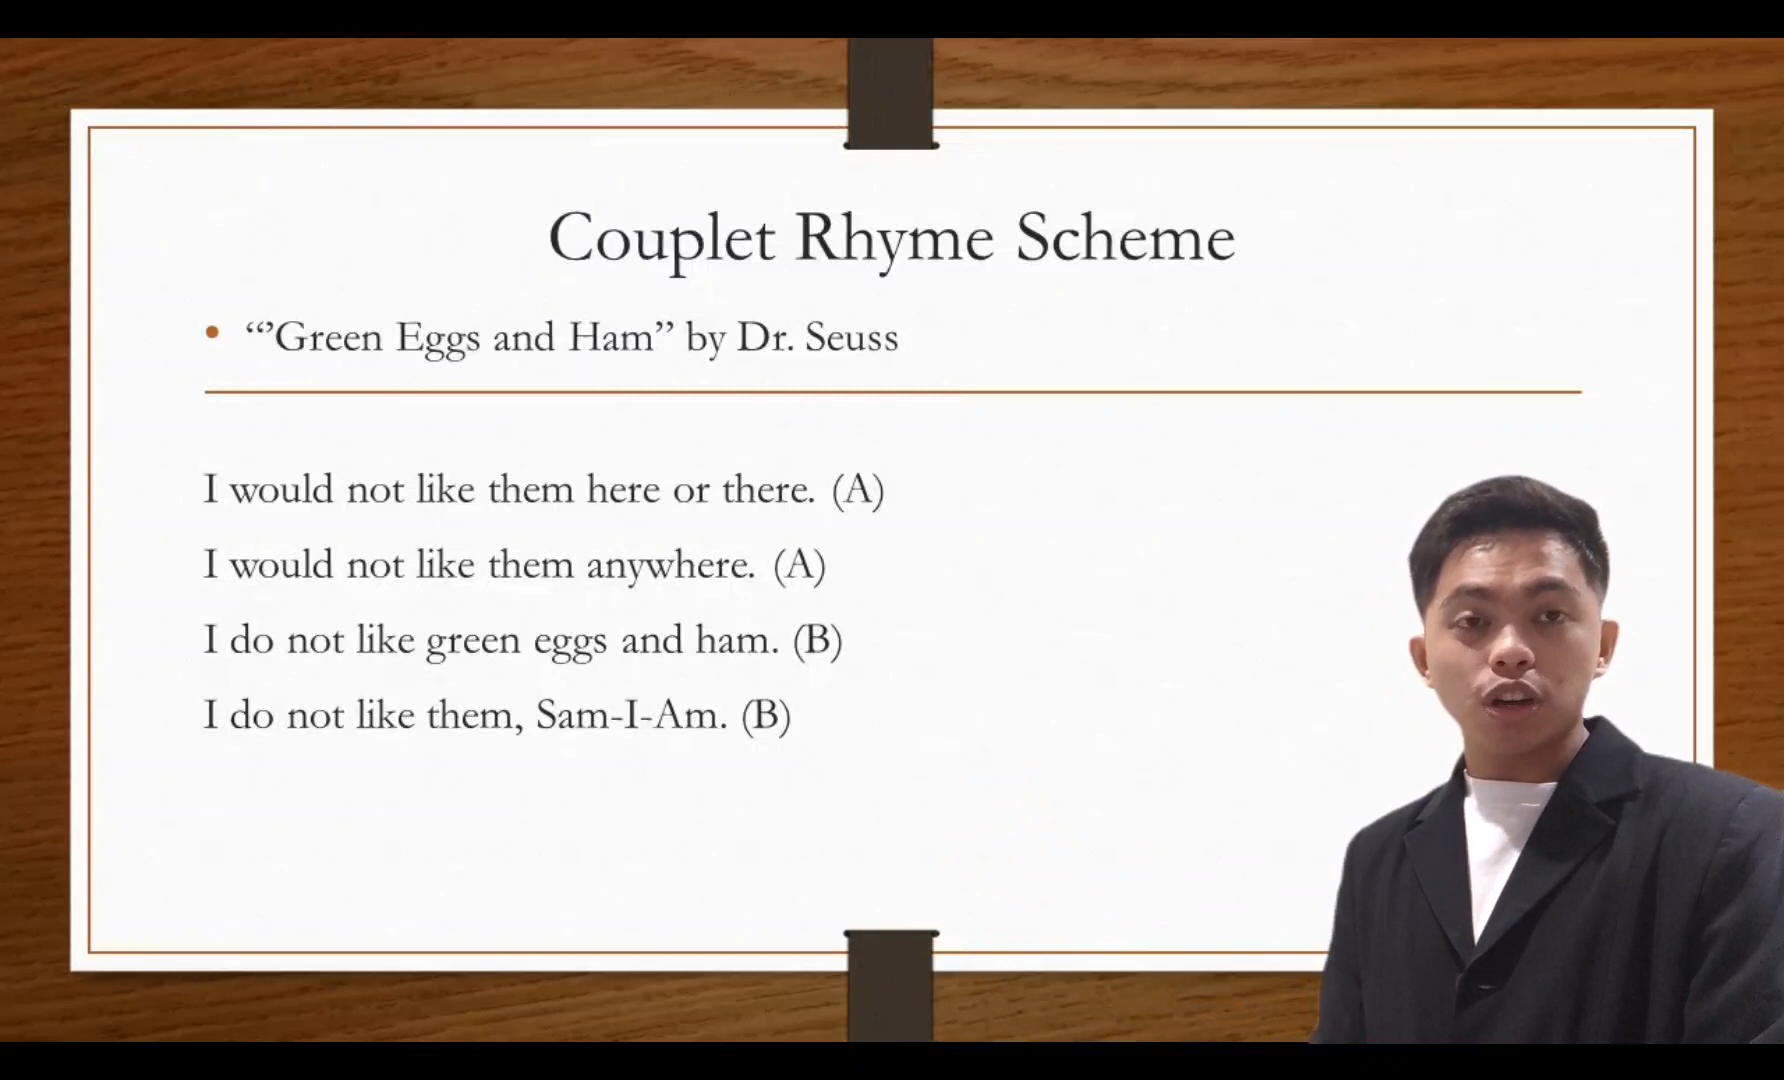 Couplet Rhyme Scheme
• “’Green Eggs and Ham” by Dr. Seuss
I would not like them here or there. (A)
I would not like them anywhere. (A)
I do not like green eggs and ham. (B)
I do not like them, Sam-I-Am. (B)